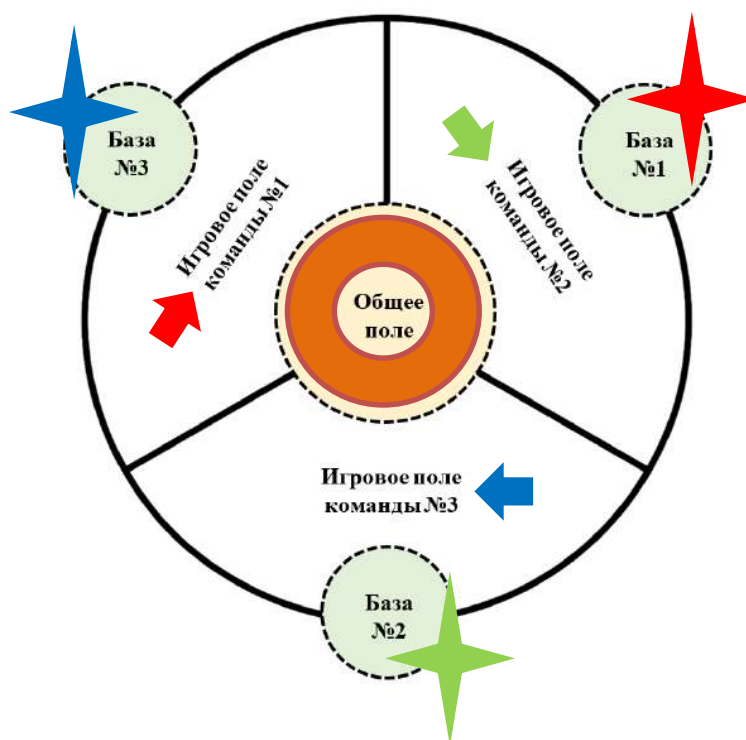 База
№3
База
№1
Игровое поле
команды №1
Игровое поле
команды №2
Общее
поле
Игровое поле
команды №3
База
№2